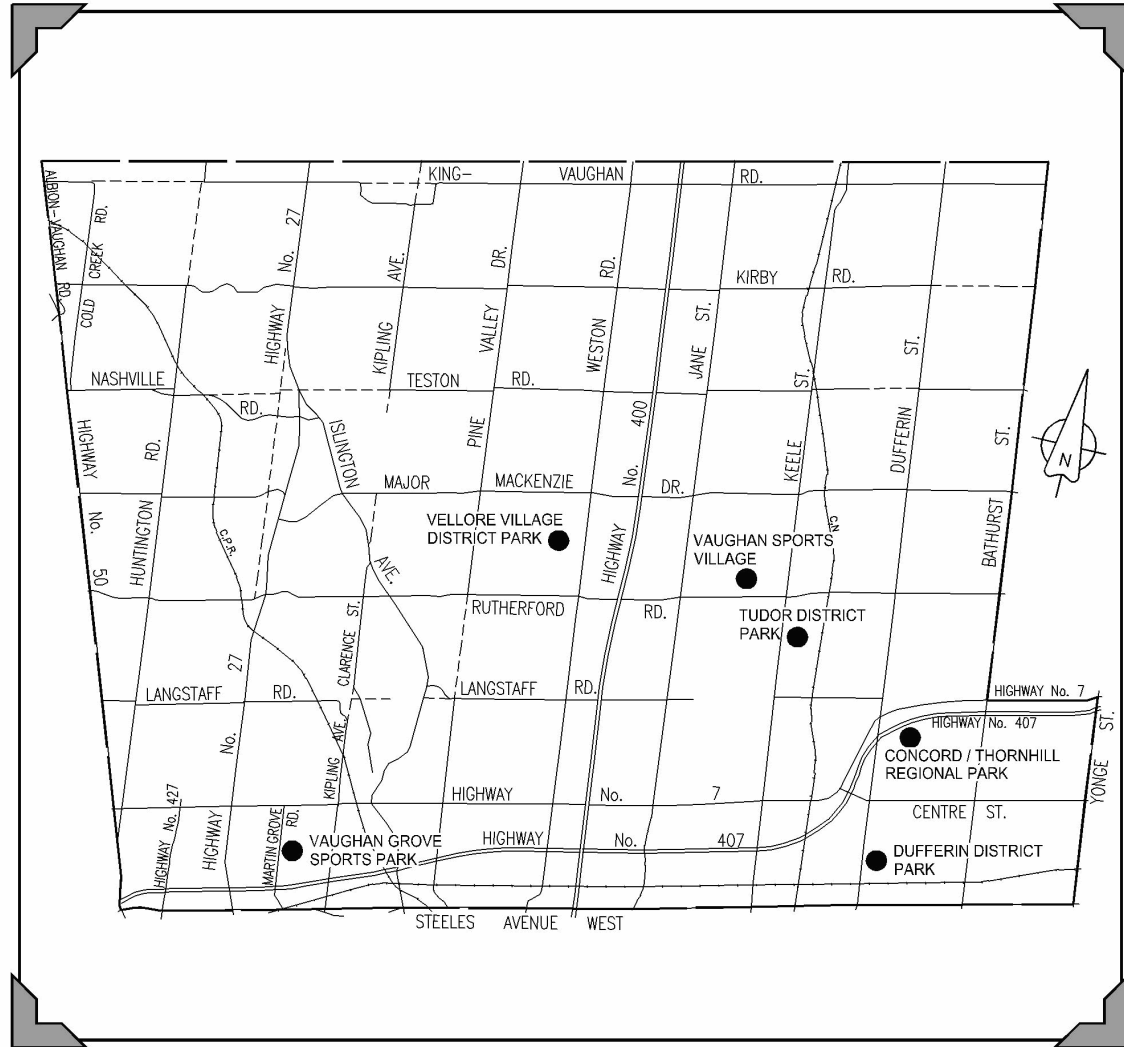 KING-
VAUGHAN
RD.
ALBION-VAUGHAN RD.
COLD CREEK RD.
HIGHWAY No. 27
KIPLING AVE.
PINE VALLEY DR.
WESTON RD.
JANE ST.
KIRBY RD.
KEELE ST.
DUFFERIN ST.
BATHURST ST.
NASHVILLE
RD.
TESTON RD.
HIGHWAY No. 50
HUNTINGTON RD.
C.P.R.
ISLINGTON AVE.
HIGHWAY No. 400
MAJOR MACKENZIE DR.
N
C.N
VELLORE VILLAGE
DISTRICT PARK
VAUGHAN SPORTS
VILLAGE
RUTHERFORD RD.
TUDOR DISTRICT
PARK
CLARENCE ST.
LANGSTAFF RD.
LANGSTAFF RD.
HIGHWAY No. 27
KIPLING AVE.
HIGHWAY No. 7
HIGHWAY No. 407
CONCORD / THORNHILL
REGIONAL PARK
YONGE ST.
HIGHWAY No. 7
CENTRE ST.
HIGHWAY No. 427
MARTIN GROVE RD.
HIGHWAY No. 407
VAUGHAN GROVE
SPORTS PARK
DUFFERIN DISTRICT
PARK
STEELES AVENUE WEST